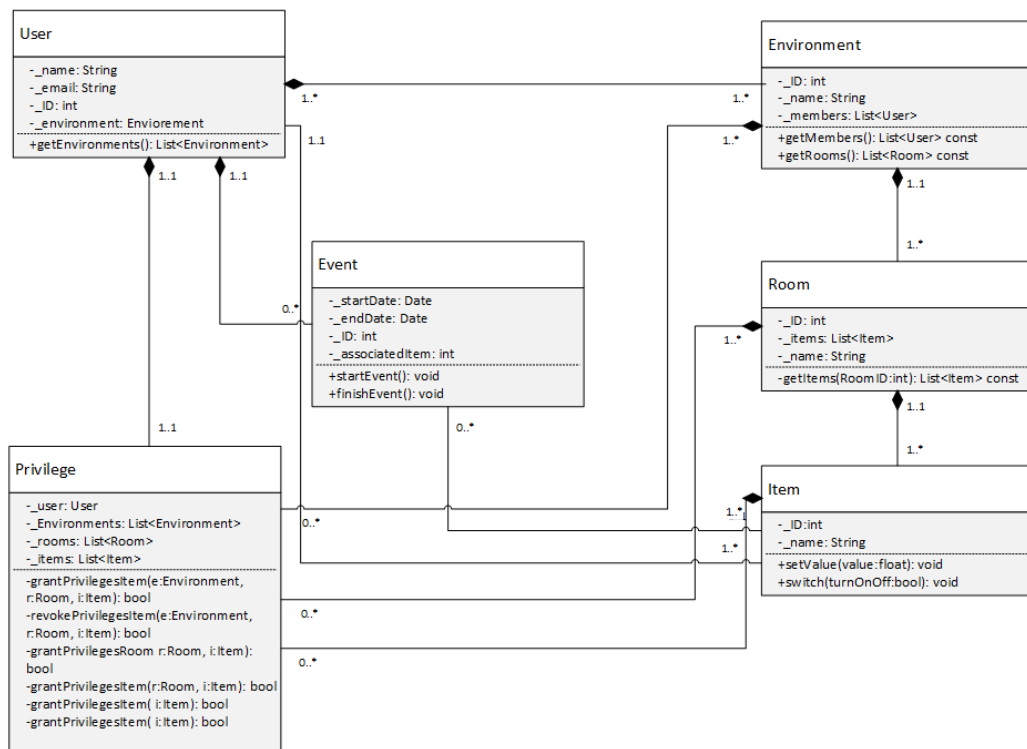 User
-_name: String
-_email: String
-_ID: int
-_environment: Enviorement
+getEnvironments(): List<Environment>
1..*
1..*
1..1
1..*
1..1
1..1
Environment
-_ID: int
-_name: String
-_members: List<User>
+getMembers(): List<User> const
+getRooms(): List<Room> const
1..1
1..*
Event
-_startDate: Date
-_endDate: Date
-_ID: int
-_associatedItem: int
+startEvent(): void
+finishEvent(): void
0..*
0..*
Room
-_ID: int
-_items: List<Item>
-_name: String
-getItems(RoomID:int): List<Item> const
1..*
1..1
1..*
1..1
Privilege
-_user: User
-_Environments: List<Environment>
-_rooms: List<Room>
-_items: List<Item>
-grantPrivilegesItem(e:Environment,
r:Room, i:Item): bool
-revokePrivilegesItem(e:Environment,
r:Room, i:Item): bool
-grantPrivilegesRoom r:Room, i:Item):
bool
-grantPrivilegesItem(r:Room, i:Item): bool
-grantPrivilegesItem( i:Item): bool
-grantPrivilegesItem( i:Item): bool
0..*
0..*
0..*
Item
-_ID:int
-_name: String
+setValue(value:float): void
+switch(turnOnOff:bool): void
1..*
1..*